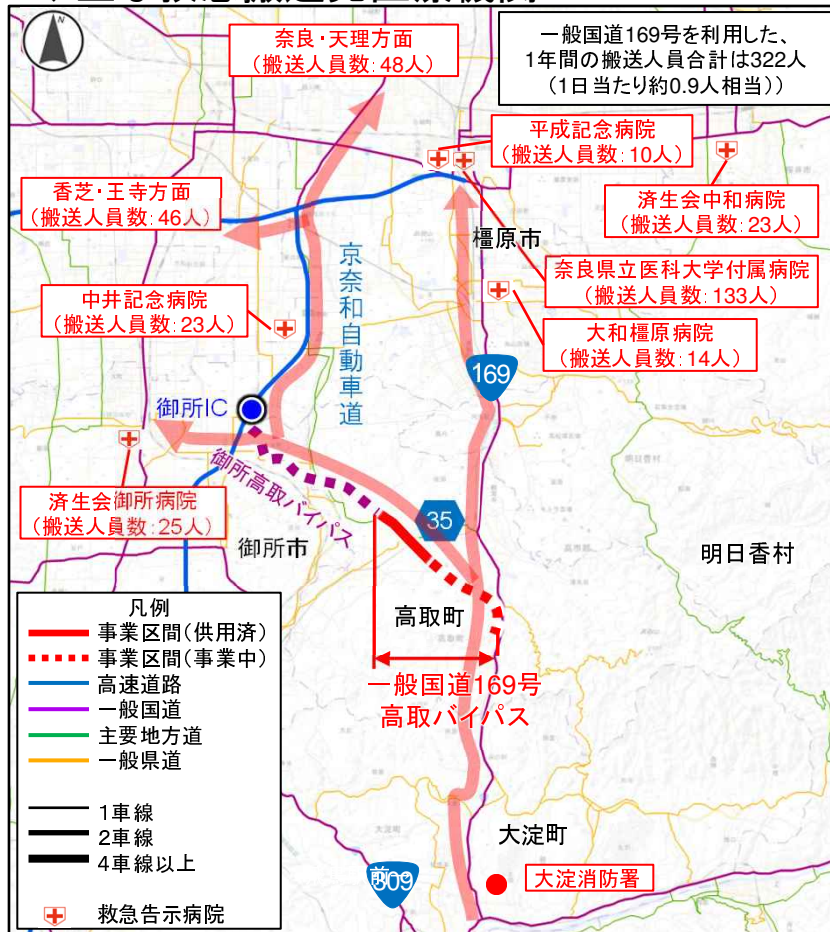 奈良・天理方面
(搬送人員数:48人)
一般国道169号を利用した、
1年間の搬送人員合計は322人
(1日当たり約0.9人相当))
平成記念病院
(搬送人員数:10人)
済生会中和病院
(搬送人員数:23人)
香芝・王寺方面
(搬送人員数:46人)
橿原市
奈良県立医科大学付属病院
(搬送人員数:133人)
京奈和自動車道
中井記念病院
(搬送人員数:23人)
大和橿原病院
(搬送人員数:14人)
169
御所IC
御所高取バイパス
済生会御所病院
(搬送人員数:25人)
35
御所市
明日香村
高取町
一般国道169号
高取バイパス
凡例
事業区間(供用済)
事業区間(事業中)
高速道路
一般国道
主要地方道
一般県道
1車線
2車線
4車線以上
救急告示病院
大淀町
309
大淀消防署